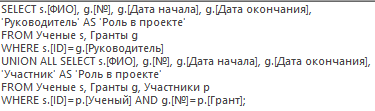 SELECT s.[ФИО], g.[№], g.[Дата начала], g.[Дата окончания],
'Руководитель' AS 'Роль в проекте'
FROM Ученые s, Гранты g
WHERE s.[ID]=g.[Руководитель]
UNION ALL SELECT s.[ФИО], g.[№], g.[Дата начала], g.[Дата окончания],
'Участник' AS 'Роль в проекте'
FROM Ученые s, Гранты g, Участники p
WHERE s.[ID]=p.[Ученый] AND g.[№]=p.[Грант];